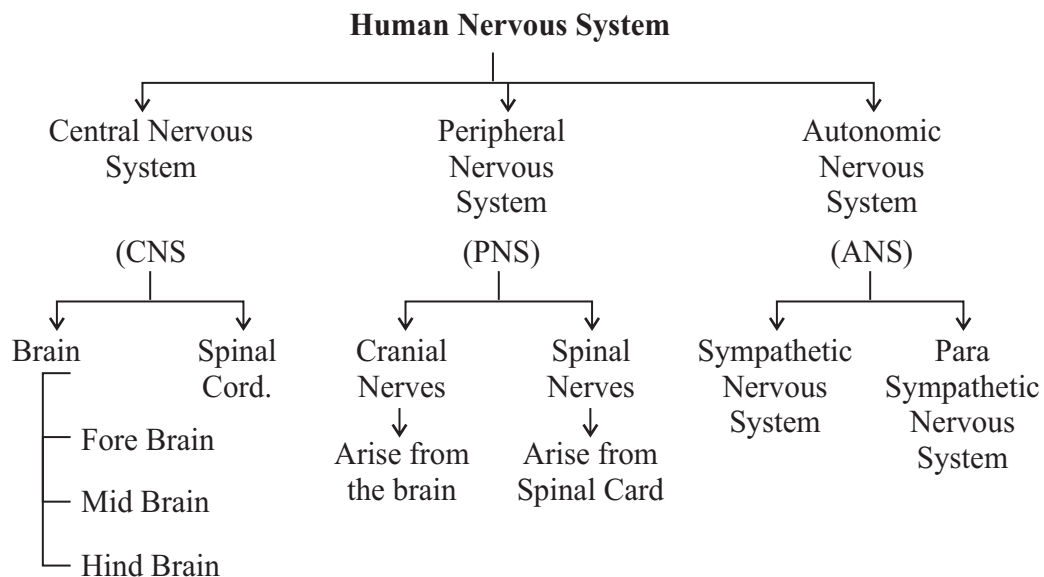 Human Nervous System
Central Nervous
System
Peripheral
Nervous
System
Autonomic
Nervous
System
(CNS
(PNS)
(ANS)
Brain
Spinal
Cord.
Cranial
Nerves
Spinal
Nerves
Sympathetic
Nervous
System
Para
Sympathetic
Nervous
System
Fore Brain
Mid Brain
Hind Brain
Arise from
the brain
Arise from
Spinal Card